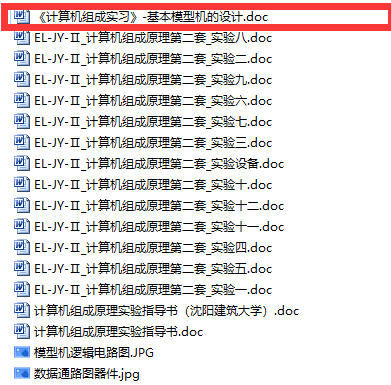 《计算机组成实习》-基本模型机的设计.doc
EL-JY-Ⅱ_计算机组成原理第二套_实验八.doc
EL-JY-Ⅱ_计算机组成原理第二套_实验二.doc
EL-JY-Ⅱ_计算机组成原理第二套_实验九.doc
EL-JY-Ⅱ_计算机组成原理第二套_实验六.doc
EL-JY-Ⅱ_计算机组成原理第二套_实验七.doc
EL-JY-Ⅱ_计算机组成原理第二套_实验三.doc
EL-JY-Ⅱ_计算机组成原理第二套_实验设备.doc
EL-JY-Ⅱ_计算机组成原理第二套_实验十.doc
EL-JY-Ⅱ_计算机组成原理第二套_实验十二.doc
EL-JY-Ⅱ_计算机组成原理第二套_实验十一.doc
EL-JY-Ⅱ_计算机组成原理第二套_实验四.doc
EL-JY-Ⅱ_计算机组成原理第二套_实验五.doc
EL-JY-Ⅱ_计算机组成原理第二套_实验一.doc
计算机组成原理实验指导书（沈阳建筑大学）.doc
计算机组成原理实验指导书.doc
模型机逻辑电路图.JPG
数据通路图器件.jpg